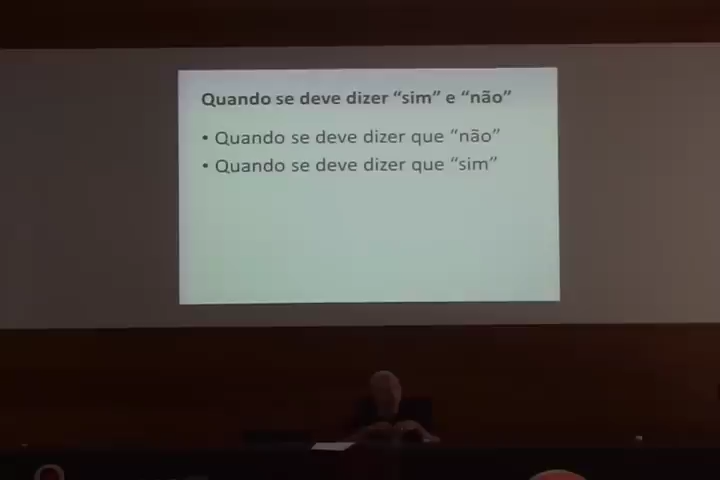 Quando se deve dizer “sim” e “não”
• Quando se deve dizer que “não”
• Quando se deve dizer que “sim”